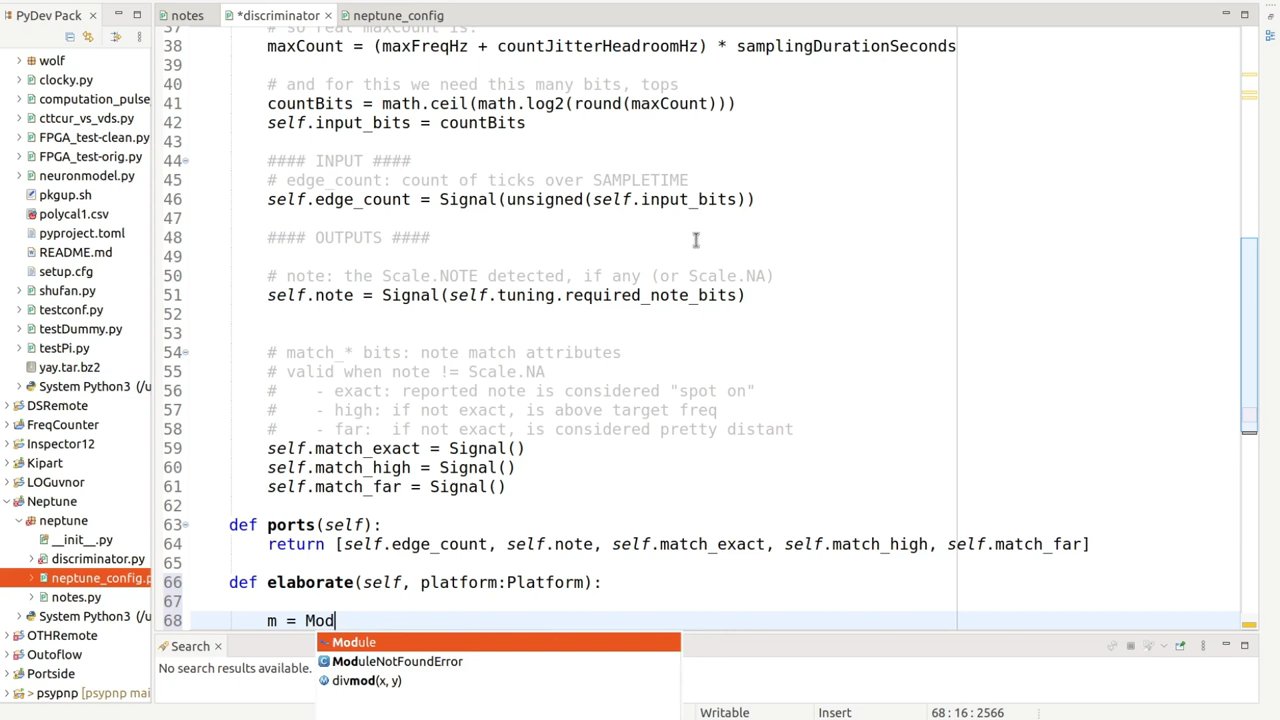 PyDev Pack
notes
*discriminator
neptune_config
wolf
clocky.py
computation_pulse
cttcur_vs_vds.py
FPGA_test-clean.py
FPGA_test-orig.py
neuronmodel.py
pkgup.sh
polycal1.csv
pyproject.toml
README.md
setup.cfg
shufan.py
testconf.py
testDummy.py
testPi.py
yay.tar.bz2
System Python3 (/u
DSRemote
FreqCounter
Inspector12
Kipart
LOGuvnor
Neptune
neptune
__init__.py
discriminator.py
neptune_config.p
notes.py
System Python3 (/u
OTHRemote
Outoflow
Portside
> psypnp [psypnp mai
37 # so real maxCount is:
38 maxCount = (maxFreqHz + countJitterHeadroomHz) * samplingDurationSeconds
39
40 # and for this we need this many bits, tops
41 countBits = math.ceil(math.log2(round(maxCount)))
42 self.input_bits = countBits
43
44 #### INPUT ####
45 # edge_count: count of ticks over SAMPLETIME
46 self.edge_count = Signal(unsigned(self.input_bits))
47
48 #### OUTPUTS ####
49
50 # note: the Scale.NOTE detected, if any (or Scale.NA)
51 self.note = Signal(self.tuning.required_note_bits)
52
53
54 # match_* bits: note match attributes
55 # valid when note != Scale.NA
56 # - exact: reported note is considered "spot on"
57 # - high: if not exact, is above target freq
58 # - far: if not exact, is considered pretty distant
59 self.match_exact = Signal()
60 self.match_high = Signal()
61 self.match_far = Signal()
62
63 def ports(self):
64 return [self.edge_count, self.note, self.match_exact, self.match_high, self.match_far]
65
66 def elaborate(self, platform:Platform):
67
68 m = Mod
Module
ModuleNotFoundError
divmod(x, y)
Search
No search results available.
Writable
Insert
68 : 16 : 2566